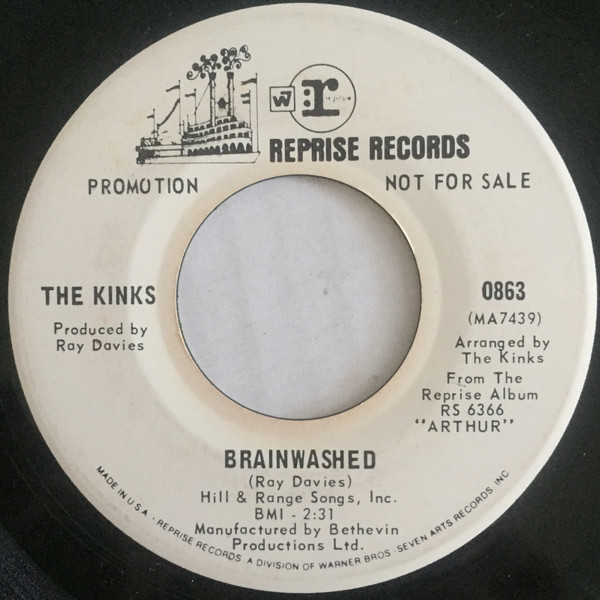 W7 r
REPRISE RECORDS
PROMOTION
NOT FOR SALE
THE KINKS
Produced by
Ray Davies
0863
(MA7439)
Arranged by
The Kinks
From The
Reprise Album
RS 6366
"ARTHUR"
BRAINWASHED
(Ray Davies)
Hill & Range Songs, Inc.
BMI - 2:31
Manufactured by Bethevin
Productions Ltd.
MADE IN U.S.A. · REPRISE RECORDS, A DIVISION OF WARNER BROS.-SEVEN ARTS RECORDS, INC